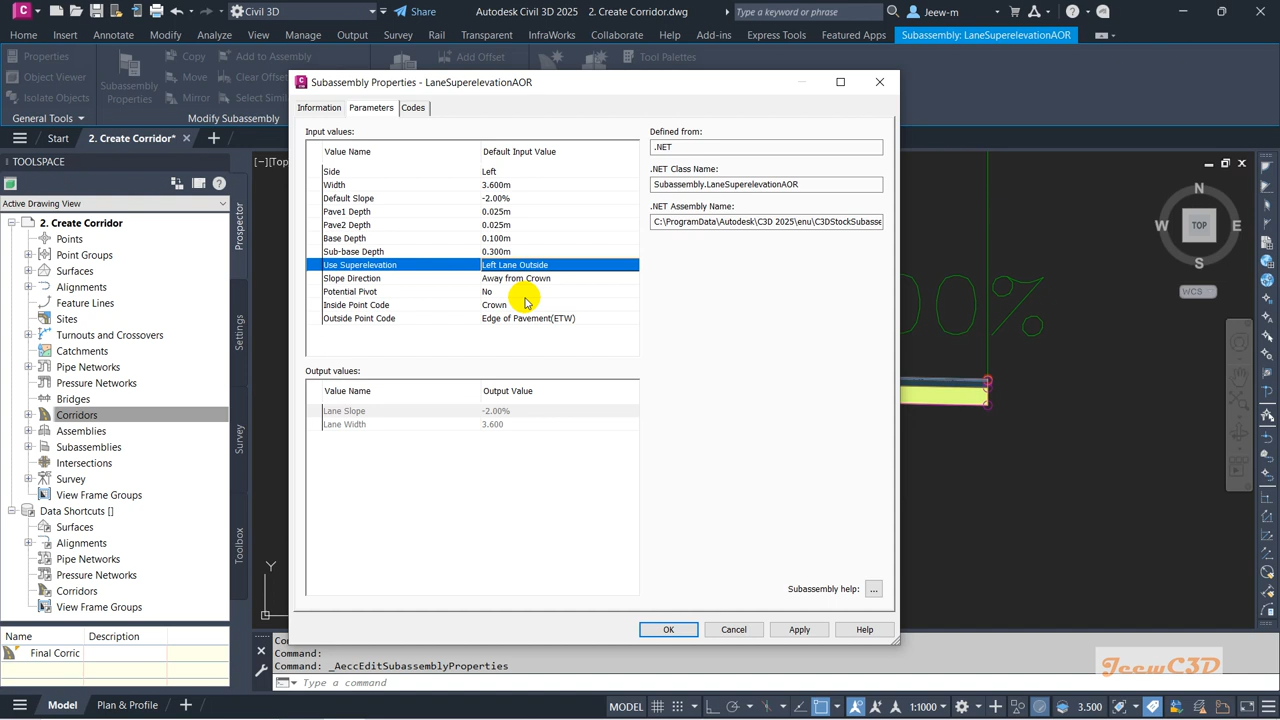 Civil 3D
Share
Autodesk Civil 3D 2025
2. Create Corridor.dwg
Type a keyword or phrase
Jeew-m
Home
Insert
Annotate
Modify
Analyze
View
Manage
Output
Survey
Rail
Transparent
InfraWorks
Collaborate
Help
Add-ins
Express Tools
Featured Apps
Subassembly: LaneSuperelevationAOR
Properties
Object Viewer
Isolate Objects
General Tools
Subassembly
Properties
Copy
Move
Mirror
Add to Assembly
Clear Offset
Select Simil
Modify Subassembly
Add Offset
Tool Palettes
Start
2. Create Corridor*
TOOLSPACE
Active Drawing View
2. Create Corridor
Points
Point Groups
Surfaces
Alignments
Feature Lines
Sites
Turnouts and Crossovers
Catchments
Pipe Networks
Pressure Networks
Bridges
Corridors
Assemblies
Subassemblies
Intersections
Survey
View Frame Groups
Data Shortcuts []
Surfaces
Alignments
Pipe Networks
Pressure Networks
Corridors
View Frame Groups
Name
Description
Final Corric
Prospector
Settings
Survey
Toolbox
[−][Top
Subassembly Properties - LaneSuperelevationAOR
Information
Parameters
Codes
Input values:
Value Name
Default Input Value
Side
Left
Width
3.600m
Default Slope
-2.00%
Pave1 Depth
0.025m
Pave2 Depth
0.025m
Base Depth
0.100m
Sub-base Depth
0.300m
Use Superelevation
Left Lane Outside
Slope Direction
Away from Crown
Potential Pivot
No
Inside Point Code
Crown
Outside Point Code
Edge of Pavement(ETW)
Output values:
Value Name
Output Value
Lane Slope
-2.00%
Lane Width
3.600
Defined from:
.NET
.NET Class Name:
Subassembly.LaneSuperelevationAOR
.NET Assembly Name:
C:\ProgramData\Autodesk\C3D 2025\enu\C3DStockSubasse
Subassembly help:
...
OK
Cancel
Apply
Help
N
W
TOP
E
S
WCS
00%
Y
Command:
Command: _AeccEditSubassemblyProperties
Type a command
JeewC3D
Model
Plan & Profile
MODEL
1:1000
3.500